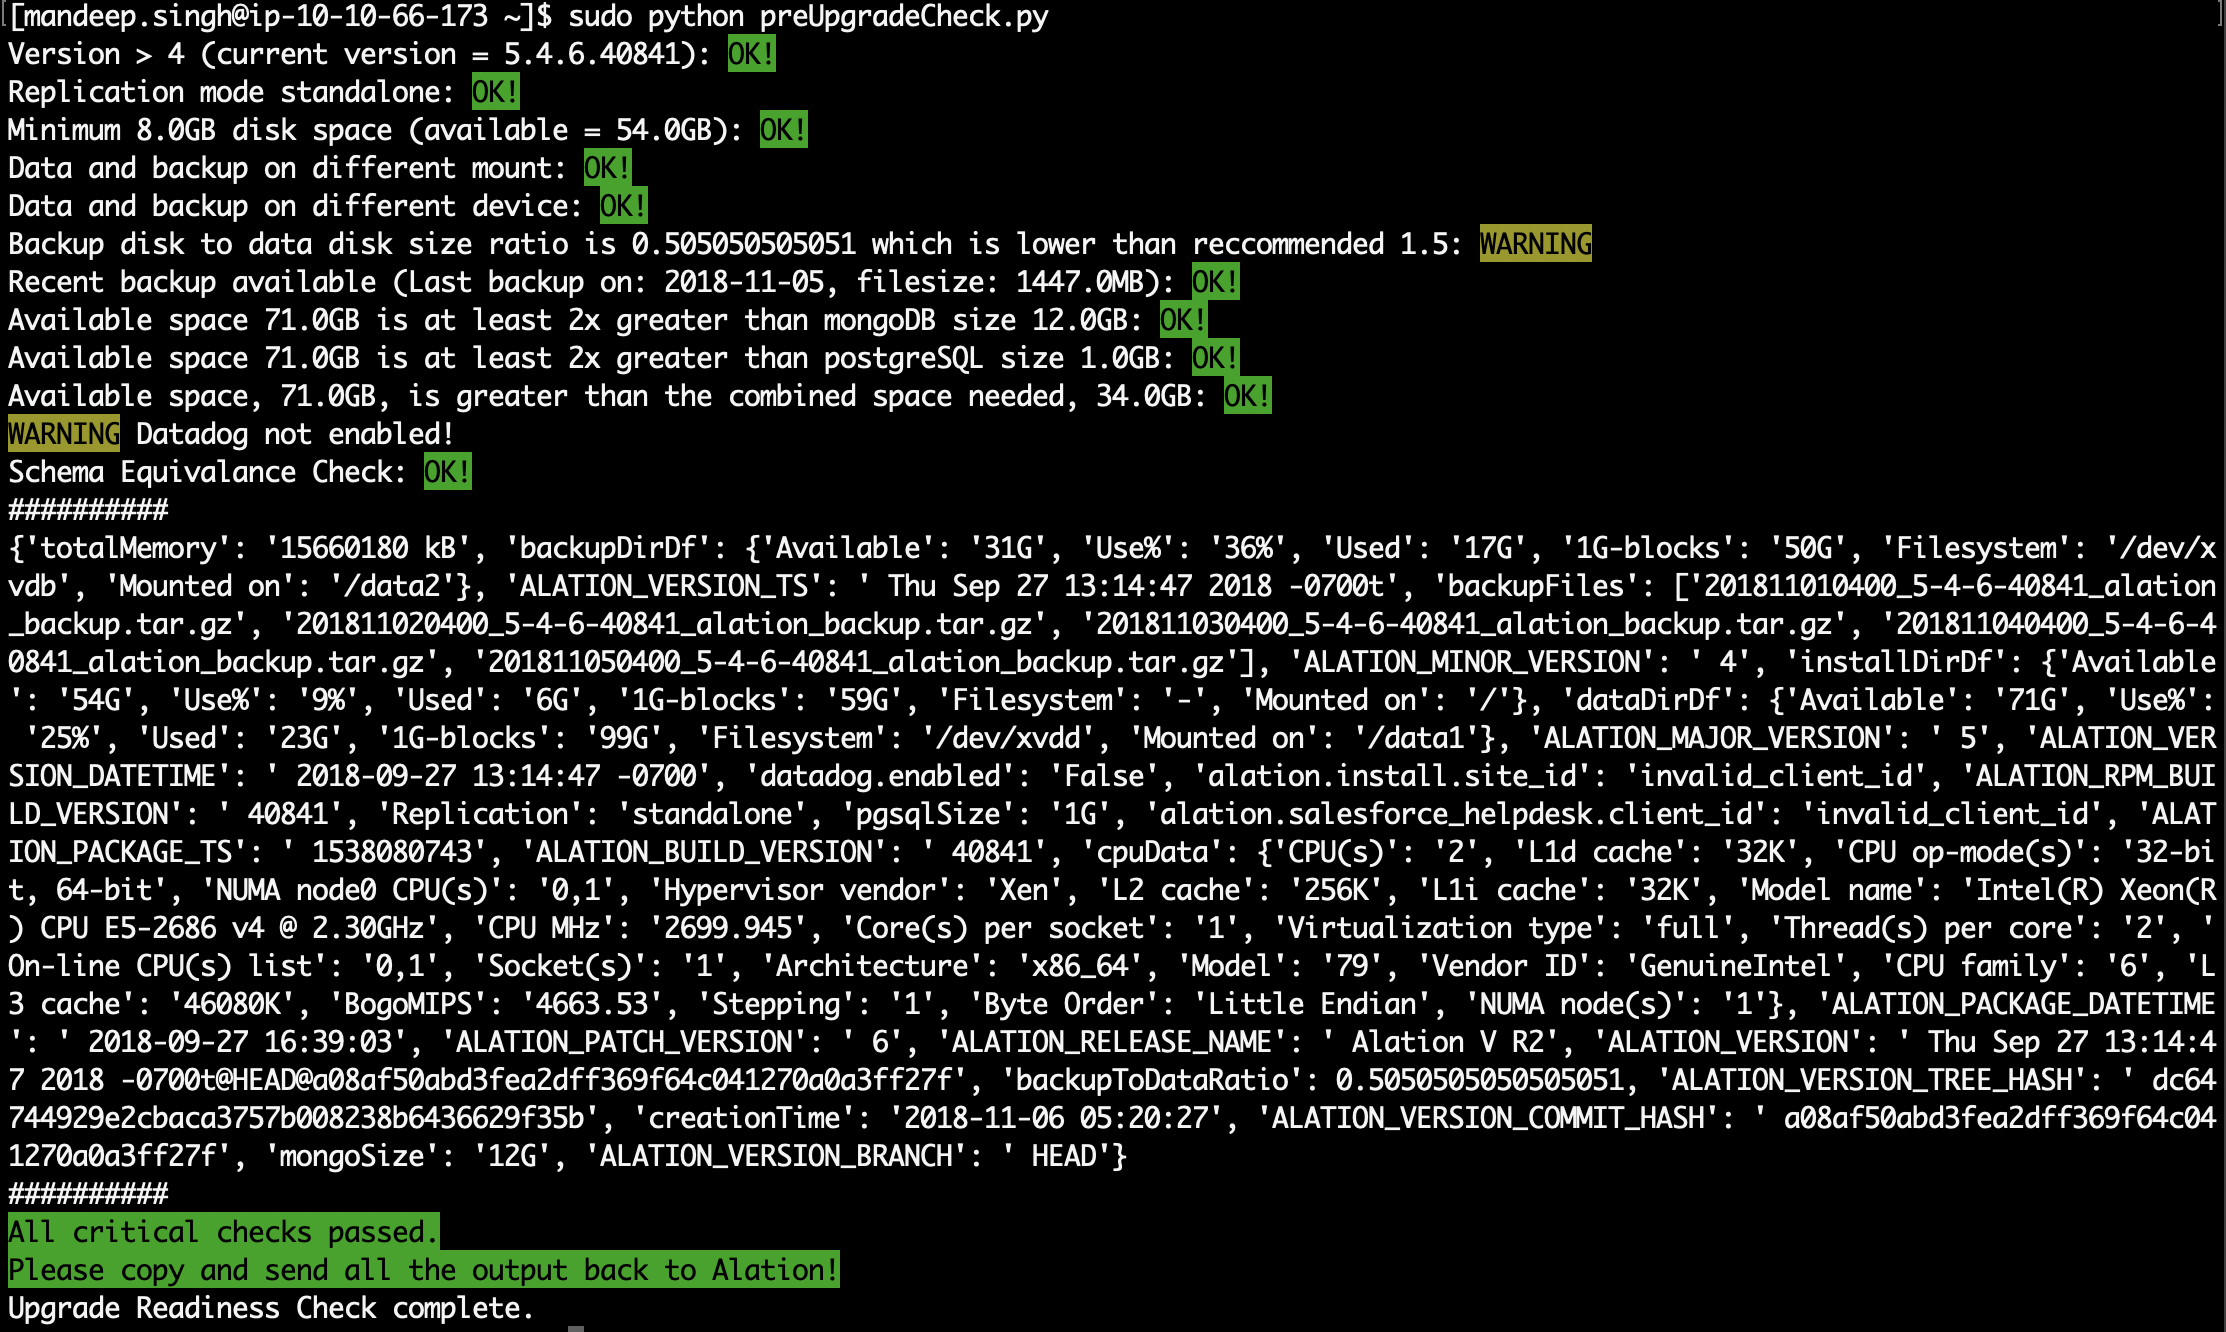 [mandeep.singh@ip-10-10-66-173 ~]$ sudo python preUpgradeCheck.py
Version > 4 (current version = 5.4.6.40841): OK!
Replication mode standalone: OK!
Minimum 8.0GB disk space (available = 54.0GB): OK!
Data and backup on different mount: OK!
Data and backup on different device: OK!
Backup disk to data disk size ratio is 0.505050505051 which is lower than reccommended 1.5: WARNING
Recent backup available (Last backup on: 2018-11-05, filesize: 1447.0MB): OK!
Available space 71.0GB is at least 2x greater than mongoDB size 12.0GB: OK!
Available space 71.0GB is at least 2x greater than postgreSQL size 1.0GB: OK!
Available space, 71.0GB, is greater than the combined space needed, 34.0GB: OK!
WARNING Datadog not enabled!
Schema Equivalance Check: OK!
##########
{'totalMemory': '15660180 kB', 'backupDirDf': {'Available': '31G', 'Use%': '36%', 'Used': '17G', '1G-blocks': '50G', 'Filesystem': '/dev/x
vdb', 'Mounted on': '/data2'}, 'ALATION_VERSION_TS': ' Thu Sep 27 13:14:47 2018 -0700t', 'backupFiles': ['201811010400_5-4-6-40841_alation
_backup.tar.gz', '201811020400_5-4-6-40841_alation_backup.tar.gz', '201811030400_5-4-6-40841_alation_backup.tar.gz', '201811040400_5-4-6-4
0841_alation_backup.tar.gz', '201811050400_5-4-6-40841_alation_backup.tar.gz'], 'ALATION_MINOR_VERSION': ' 4', 'installDirDf': {'Available
': '54G', 'Use%': '9%', 'Used': '6G', '1G-blocks': '59G', 'Filesystem': '-', 'Mounted on': '/'}, 'dataDirDf': {'Available': '71G', 'Use%':
 '25%', 'Used': '23G', '1G-blocks': '99G', 'Filesystem': '/dev/xvdd', 'Mounted on': '/data1'}, 'ALATION_MAJOR_VERSION': ' 5', 'ALATION_VER
SION_DATETIME': ' 2018-09-27 13:14:47 -0700', 'datadog.enabled': 'False', 'alation.install.site_id': 'invalid_client_id', 'ALATION_RPM_BUI
LD_VERSION': ' 40841', 'Replication': 'standalone', 'pgsqlSize': '1G', 'alation.salesforce_helpdesk.client_id': 'invalid_client_id', 'ALAT
ION_PACKAGE_TS': ' 1538080743', 'ALATION_BUILD_VERSION': ' 40841', 'cpuData': {'CPU(s)': '2', 'L1d cache': '32K', 'CPU op-mode(s)': '32-bi
t, 64-bit', 'NUMA node0 CPU(s)': '0,1', 'Hypervisor vendor': 'Xen', 'L2 cache': '256K', 'L1i cache': '32K', 'Model name': 'Intel(R) Xeon(R
) CPU E5-2686 v4 @ 2.30GHz', 'CPU MHz': '2699.945', 'Core(s) per socket': '1', 'Virtualization type': 'full', 'Thread(s) per core': '2', '
On-line CPU(s) list': '0,1', 'Socket(s)': '1', 'Architecture': 'x86_64', 'Model': '79', 'Vendor ID': 'GenuineIntel', 'CPU family': '6', 'L
3 cache': '46080K', 'BogoMIPS': '4663.53', 'Stepping': '1', 'Byte Order': 'Little Endian', 'NUMA node(s)': '1'}, 'ALATION_PACKAGE_DATETIME
': ' 2018-09-27 16:39:03', 'ALATION_PATCH_VERSION': ' 6', 'ALATION_RELEASE_NAME': ' Alation V R2', 'ALATION_VERSION': ' Thu Sep 27 13:14:4
7 2018 -0700t@HEAD@a08af50abd3fea2dff369f64c041270a0a3ff27f', 'backupToDataRatio': 0.5050505050505051, 'ALATION_VERSION_TREE_HASH': ' dc64
744929e2cbaca3757b008238b6436629f35b', 'creationTime': '2018-11-06 05:20:27', 'ALATION_VERSION_COMMIT_HASH': ' a08af50abd3fea2dff369f64c04
1270a0a3ff27f', 'mongoSize': '12G', 'ALATION_VERSION_BRANCH': ' HEAD'}
##########
All critical checks passed.
Please copy and send all the output back to Alation!
Upgrade Readiness Check complete.